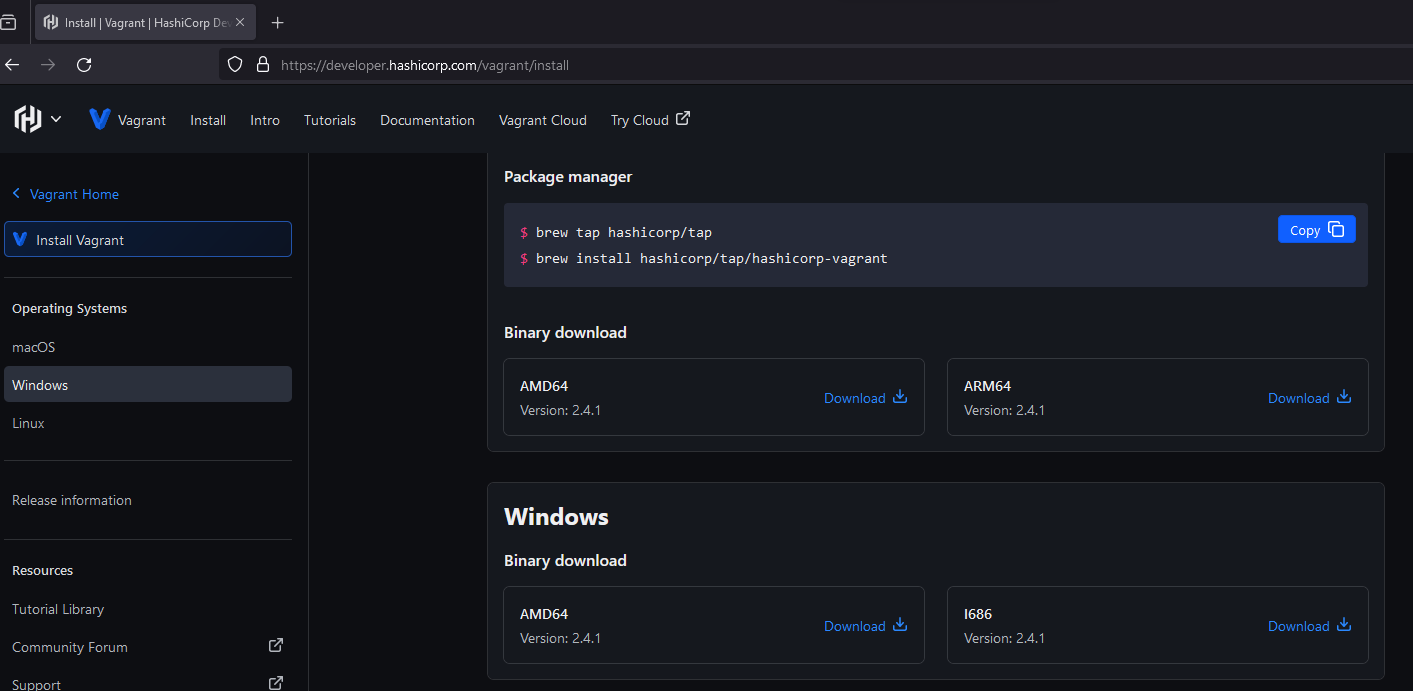 Install | Vagrant | HashiCorp Dev
https://developer.hashicorp.com/vagrant/install
Vagrant Install Intro Tutorials Documentation Vagrant Cloud Try Cloud
Vagrant Home
Install Vagrant
Operating Systems
macOS
Windows
Linux
Release information
Resources
Tutorial Library
Community Forum
Support
Package manager
$ brew tap hashicorp/tap
$ brew install hashicorp/tap/hashicorp-vagrant
Copy
Binary download
AMD64
Version: 2.4.1
Download
ARM64
Version: 2.4.1
Download
Windows
Binary download
AMD64
Version: 2.4.1
Download
I686
Version: 2.4.1
Download